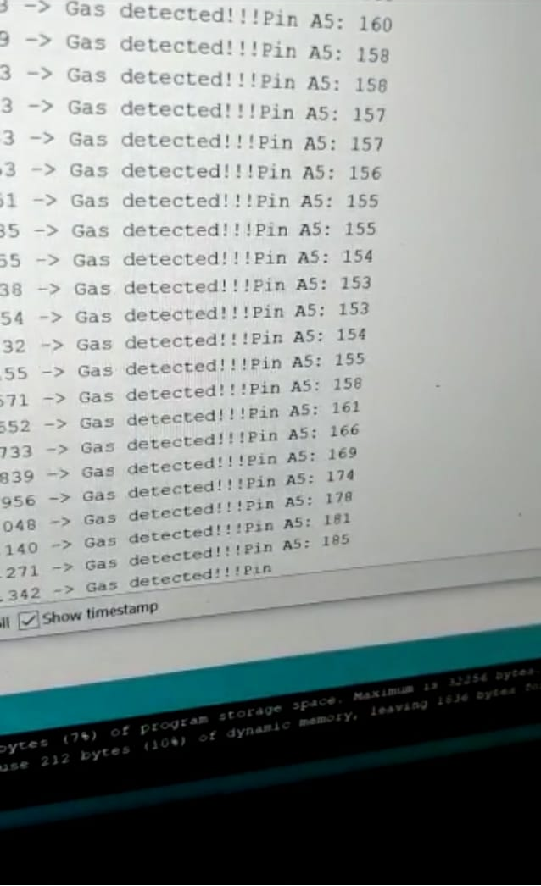 -> Gas detected!!!Pin A5: 160
9 -> Gas detected!!!Pin A5: 158
3 -> Gas detected!!!Pin A5: 158
3 -> Gas detected!!!Pin A5: 157
3 -> Gas detected!!!Pin A5: 157
53 -> Gas detected!!!Pin A5: 156
51 -> Gas detected!!!Pin A5: 155
35 -> Gas detected!!!Pin A5: 155
55 -> Gas detected!!!Pin A5: 154
38 -> Gas detected!!!Pin A5: 153
54 -> Gas detected!!!Pin A5: 153
32 -> Gas detected!!!Pin A5: 154
.55 -> Gas detected!!!Pin A5: 155
571 -> Gas detected!!!Pin A5: 158
652 -> Gas detected!!!Pin A5: 161
733 -> Gas detected!!!Pin A5: 166
839 -> Gas detected!!!Pin A5: 169
956 -> Gas detected!!!Pin A5: 174
048 -> Gas detected!!!Pin A5: 178
.140 -> Gas detected!!!Pin A5: 181
.271 -> Gas detected!!!Pin A5: 185
.342 -> Gas detected!!!Pin
Show timestamp
bytes (7%) of program storage space. Maximum is 32256 bytes
use 212 bytes (10%) of dynamic memory, leaving 1836 bytes